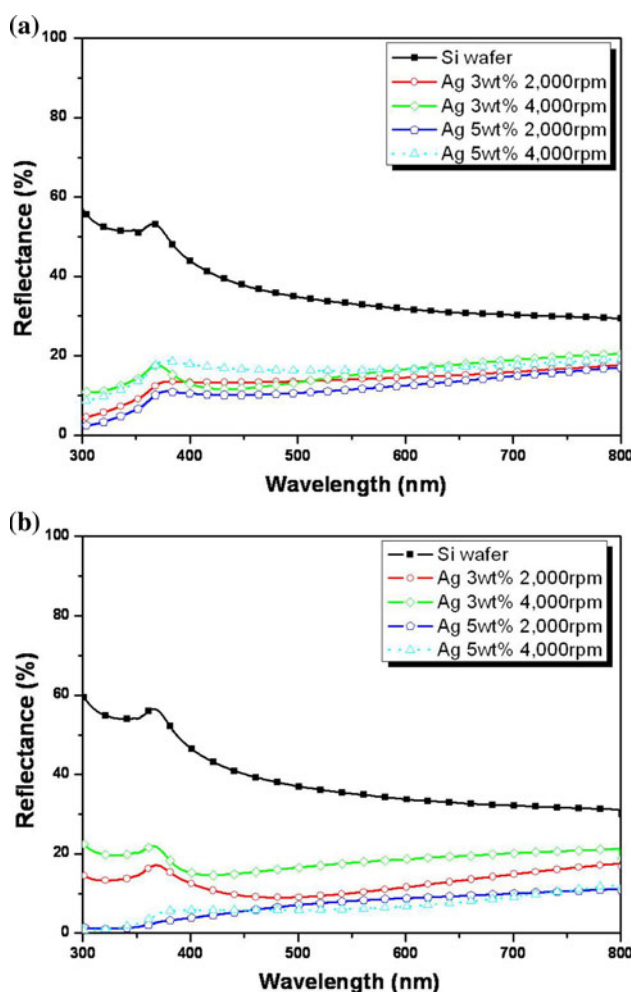 (a)
100
80
60
40
20
0
Reflectance (%)
Si wafer
Ag 3wt% 2,000rpm
Ag 3wt% 4,000rpm
Ag 5wt% 2,000rpm
Ag 5wt% 4,000rpm
300 400 500 600 700 800
Wavelength (nm)
(b)
100
80
60
40
20
0
Reflectance (%)
Si wafer
Ag 3wt% 2,000rpm
Ag 3wt% 4,000rpm
Ag 5wt% 2,000rpm
Ag 5wt% 4,000rpm
300 400 500 600 700 800
Wavelength (nm)